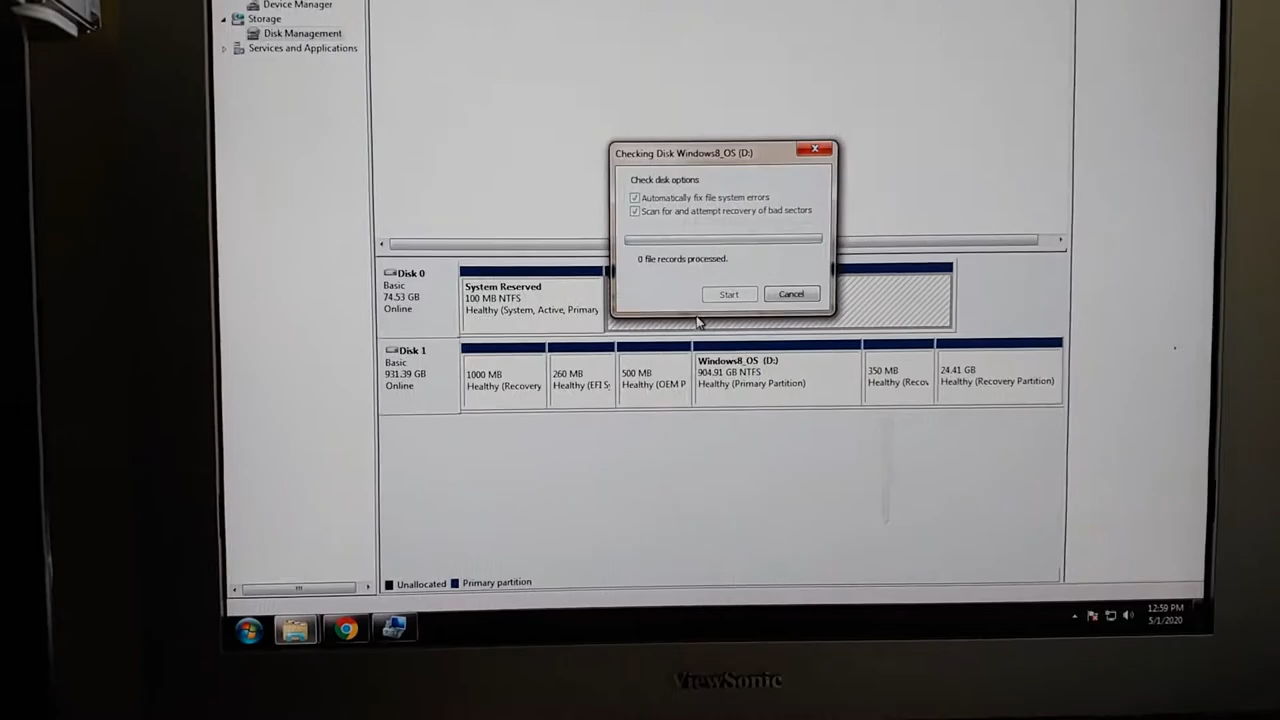 Device Manager
Storage
Disk Management
Services and Applications
Checking Disk Windows8_OS (D:)
Check disk options
Automatically fix file system errors
Scan for and attempt recovery of bad sectors
0 file records processed.
Start
Cancel
Disk 0
Basic
74.53 GB
Online
System Reserved
100 MB NTFS
Healthy (System, Active, Primary
Disk 1
Basic
931.39 GB
Online
1000 MB
Healthy (Recovery
260 MB
Healthy (EFI S
500 MB
Healthy (OEM P
Windows8_OS (D:)
904.91 GB NTFS
Healthy (Primary Partition)
350 MB
Healthy (Recov
24.41 GB
Healthy (Recovery Partition)
Unallocated
Primary partition
12:59 PM
5/1/2020
ViewSonic